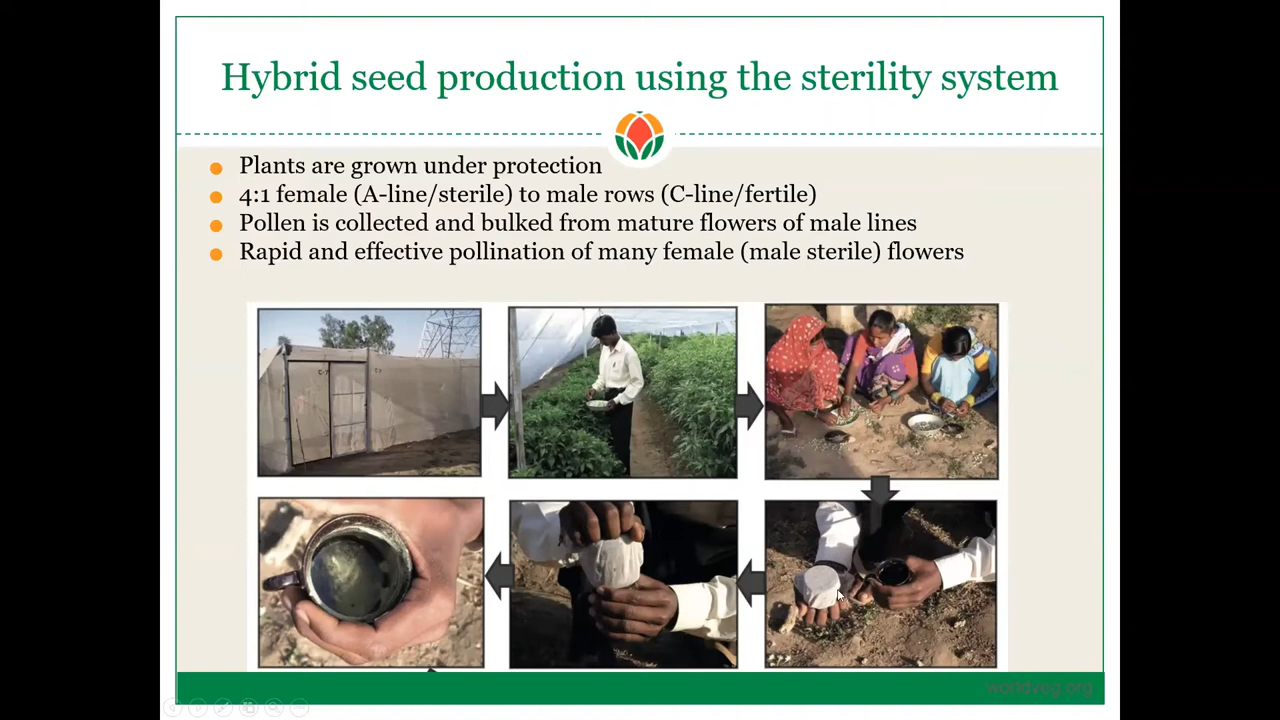 Hybrid seed production using the sterility system
Plants are grown under protection
4:1 female (A-line/sterile) to male rows (C-line/fertile)
Pollen is collected and bulked from mature flowers of male lines
Rapid and effective pollination of many female (male sterile) flowers
C-7
worldveg.org